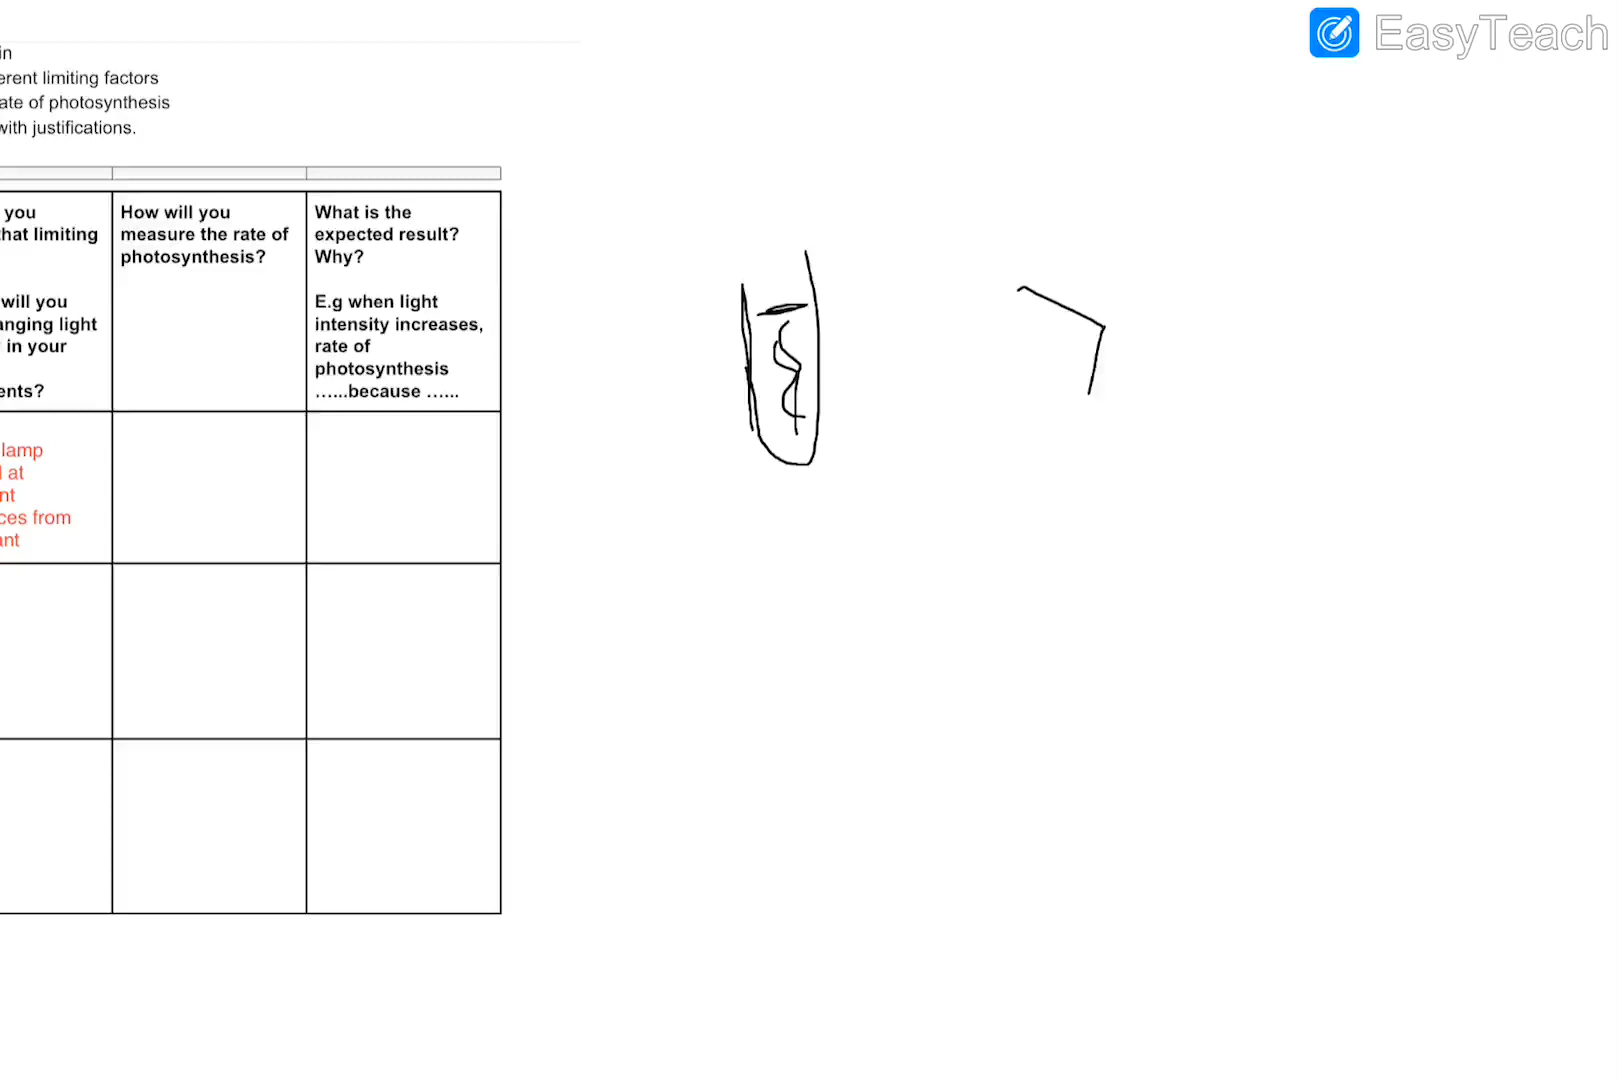 EasyTeach
in
erent limiting factors
ate of photosynthesis
with justifications.
you
hat limiting
will you
anging light
in your
ents?
How will you
measure the rate of
photosynthesis?
What is the
expected result?
Why?
E.g when light
intensity increases,
rate of
photosynthesis
…...because …...
lamp
at
nt
ces from
ant